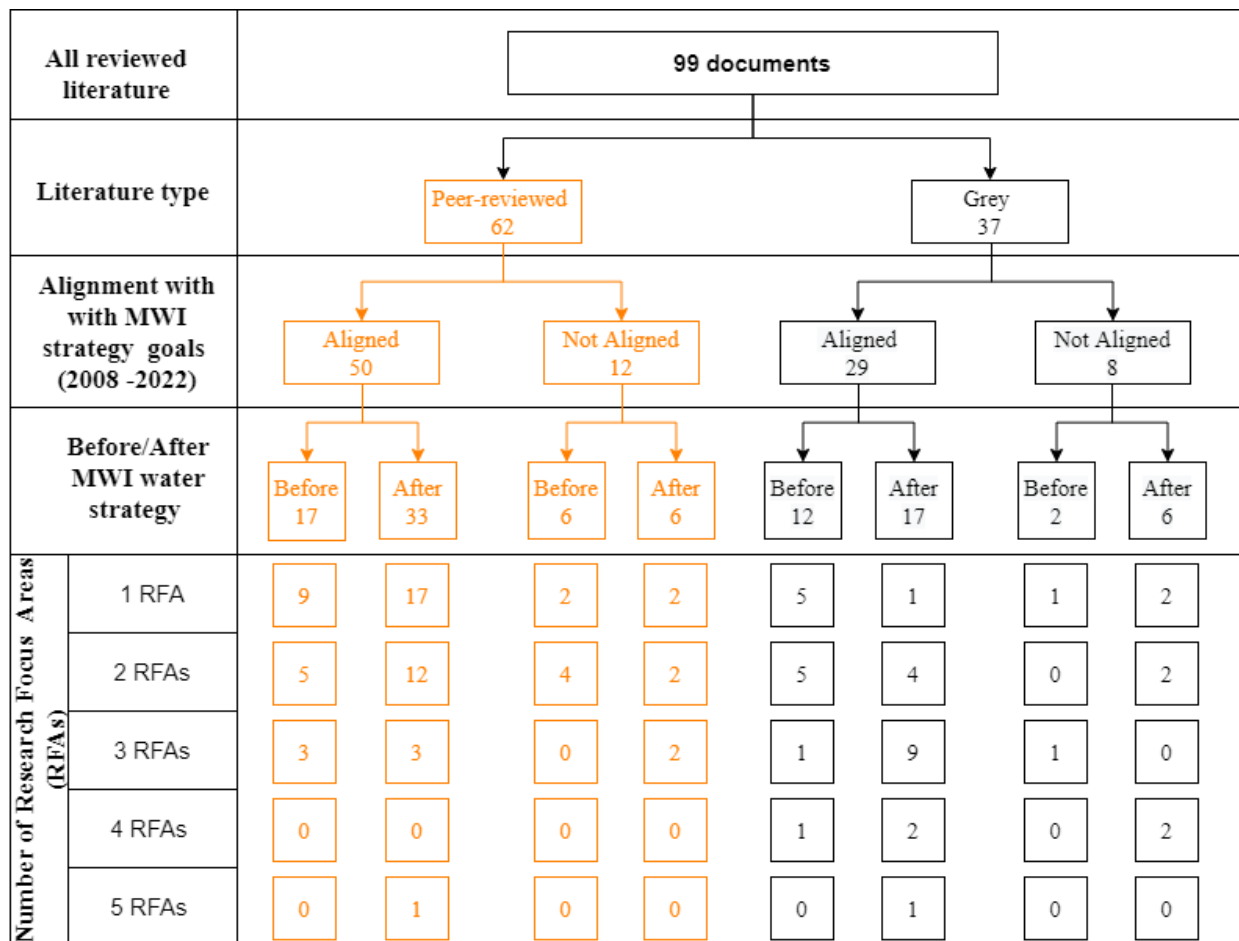 All reviewed
literature
99 documents
Literature type
Peer-reviewed
62
Grey
37
Alignment with
with MWI
strategy goals
(2008 -2022)
Aligned
50
Not Aligned
12
Aligned
29
Not Aligned
8
Before/After
MWI water
strategy
Before
17
After
33
Before
6
After
6
Before
12
After
17
Before
2
After
6
Number of Research Focus Areas
(RFAs)
1 RFA
9
17
2
2
5
1
1
2
2 RFAs
5
12
4
2
5
4
0
2
3 RFAs
3
3
0
2
1
9
1
0
4 RFAs
0
0
0
0
1
2
0
2
5 RFAs
0
1
0
0
0
1
0
0